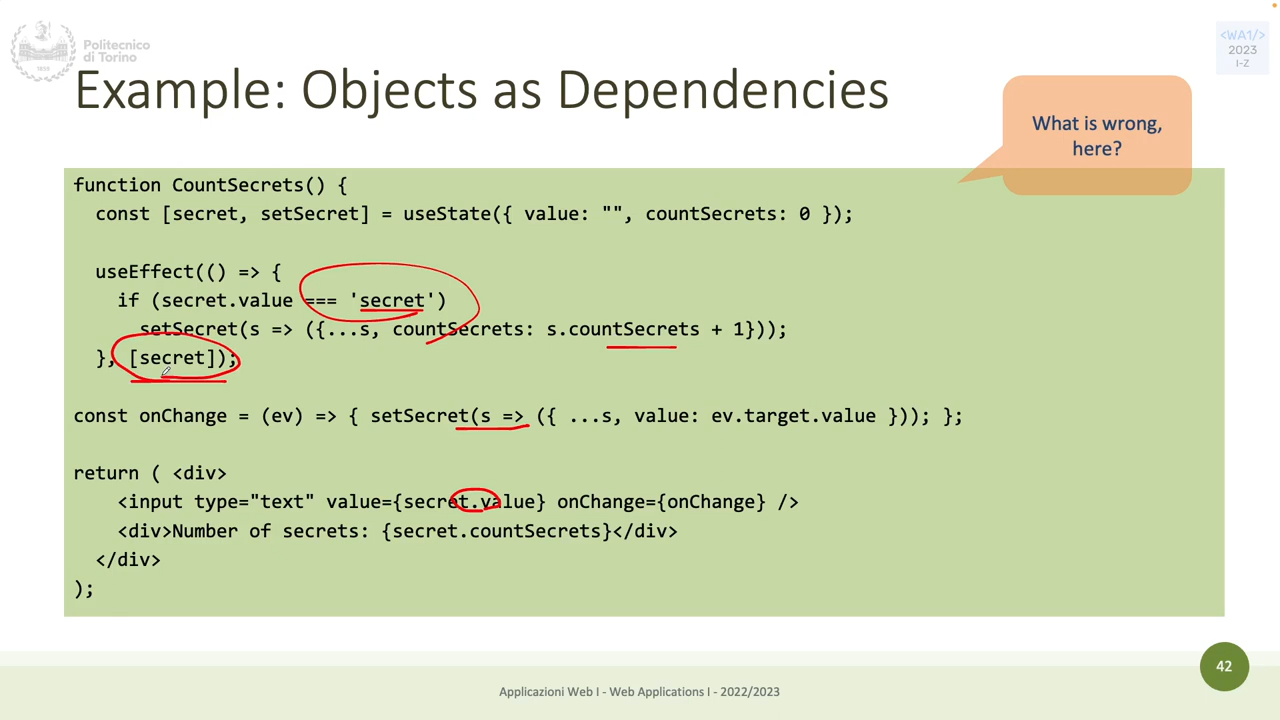 Politecnico
di Torino
1859
<WA1/>
2023
I-Z
Example: Objects as Dependencies
What is wrong,
here?
function CountSecrets() {
const [secret, setSecret] = useState({ value: "", countSecrets: 0 });
useEffect(() => {
if (secret.value === 'secret')
setSecret(s => ({...s, countSecrets: s.countSecrets + 1}));
}, [secret]);
const onChange = (ev) => { setSecret(s => ({ ...s, value: ev.target.value })); };
return ( <div>
<input type="text" value={secret.value} onChange={onChange} />
<div>Number of secrets: {secret.countSecrets}</div>
</div>
);
42
Applicazioni Web I - Web Applications I - 2022/2023